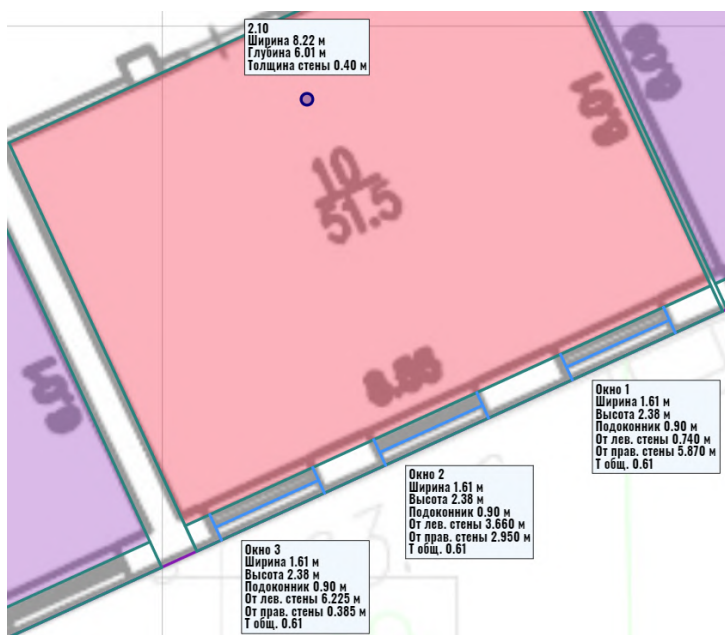 2.10
Ширина 8.22 м
Глубина 6.01 м
Толщина стены 0.40 м
6.01
10
51.5
6.01
Окно 1
Ширина 1.61 м
Высота 2.38 м
Подоконник 0.90 м
От лев. стены 0.740 м
От прав. стены 5.870 м
Т общ. 0.61
Окно 2
Ширина 1.61 м
Высота 2.38 м
Подоконник 0.90 м
От лев. стены 3.660 м
От прав. стены 2.950 м
Т общ. 0.61
Окно 3
Ширина 1.61 м
Высота 2.38 м
Подоконник 0.90 м
От лев. стены 6.225 м
От прав. стены 0.385 м
Т общ. 0.61